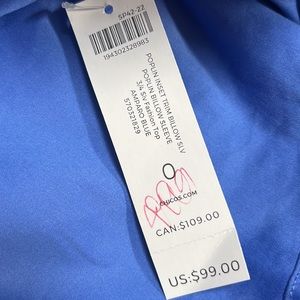 SP42-22
194302328983
POPLIN INSET TRIM BILLOW SLV
POPLIN BILLOW SLEEVE
3/4 Slv Fashion Top
AMPARO BLUE
570321829
0
CHICOS.COM
CAN:$109.00
US:$99.00